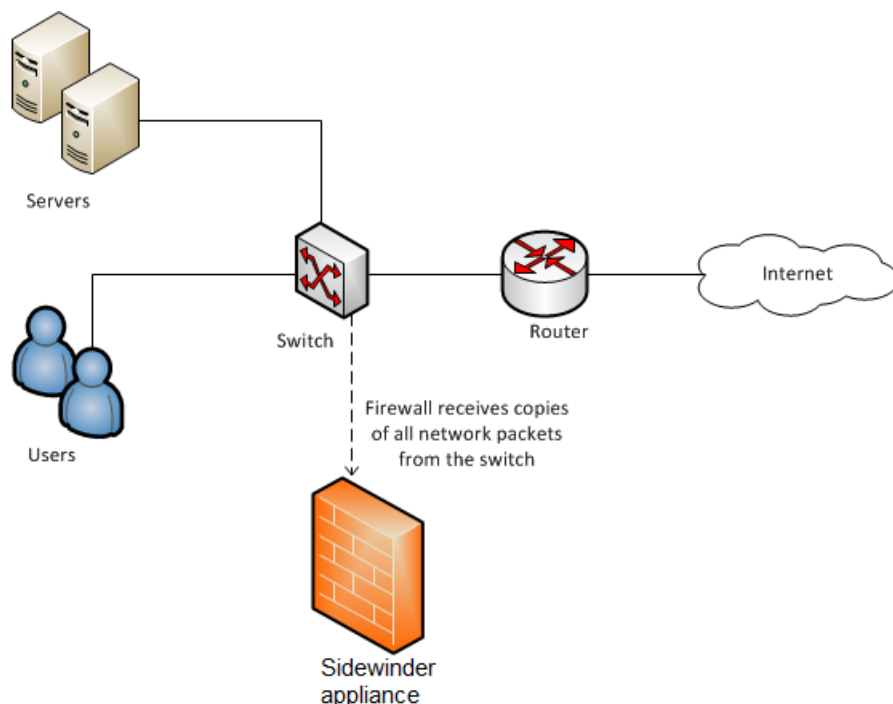 Servers
Internet
Switch
Router
Firewall receives copies
of all network packets
from the switch
Users
Sidewinder
appliance